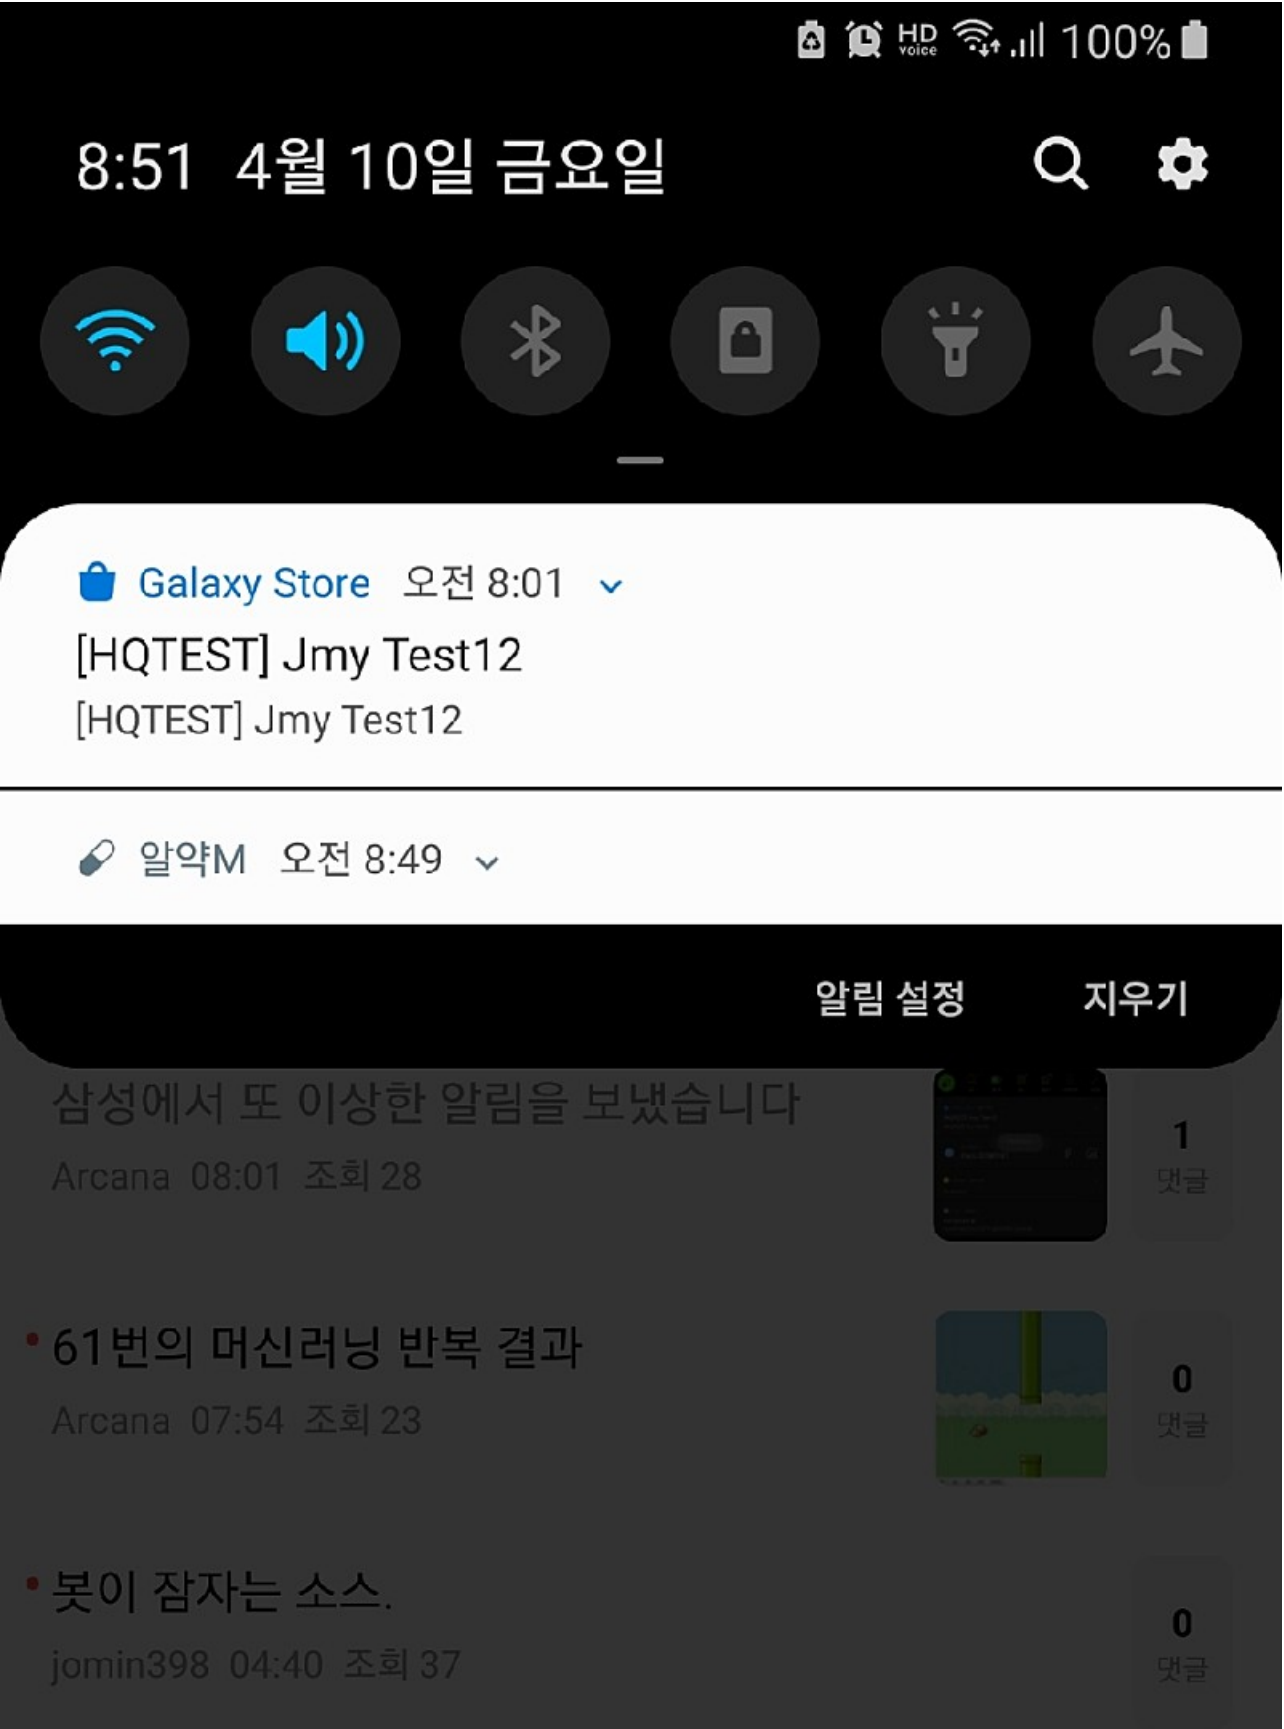 HD voice 100%
8:51 4월 10일 금요일
Galaxy Store 오전 8:01
[HQTEST] Jmy Test12
[HQTEST] Jmy Test12
알약M 오전 8:49
알림 설정 지우기
삼성에서 또 이상한 알림을 보냈습니다
Arcana 08:01 조회 28
1
댓글
61번의 머신러닝 반복 결과
Arcana 07:54 조회 23
0
댓글
봇이 잠자는 소스.
jomin398 04:40 조회 37
0
댓글